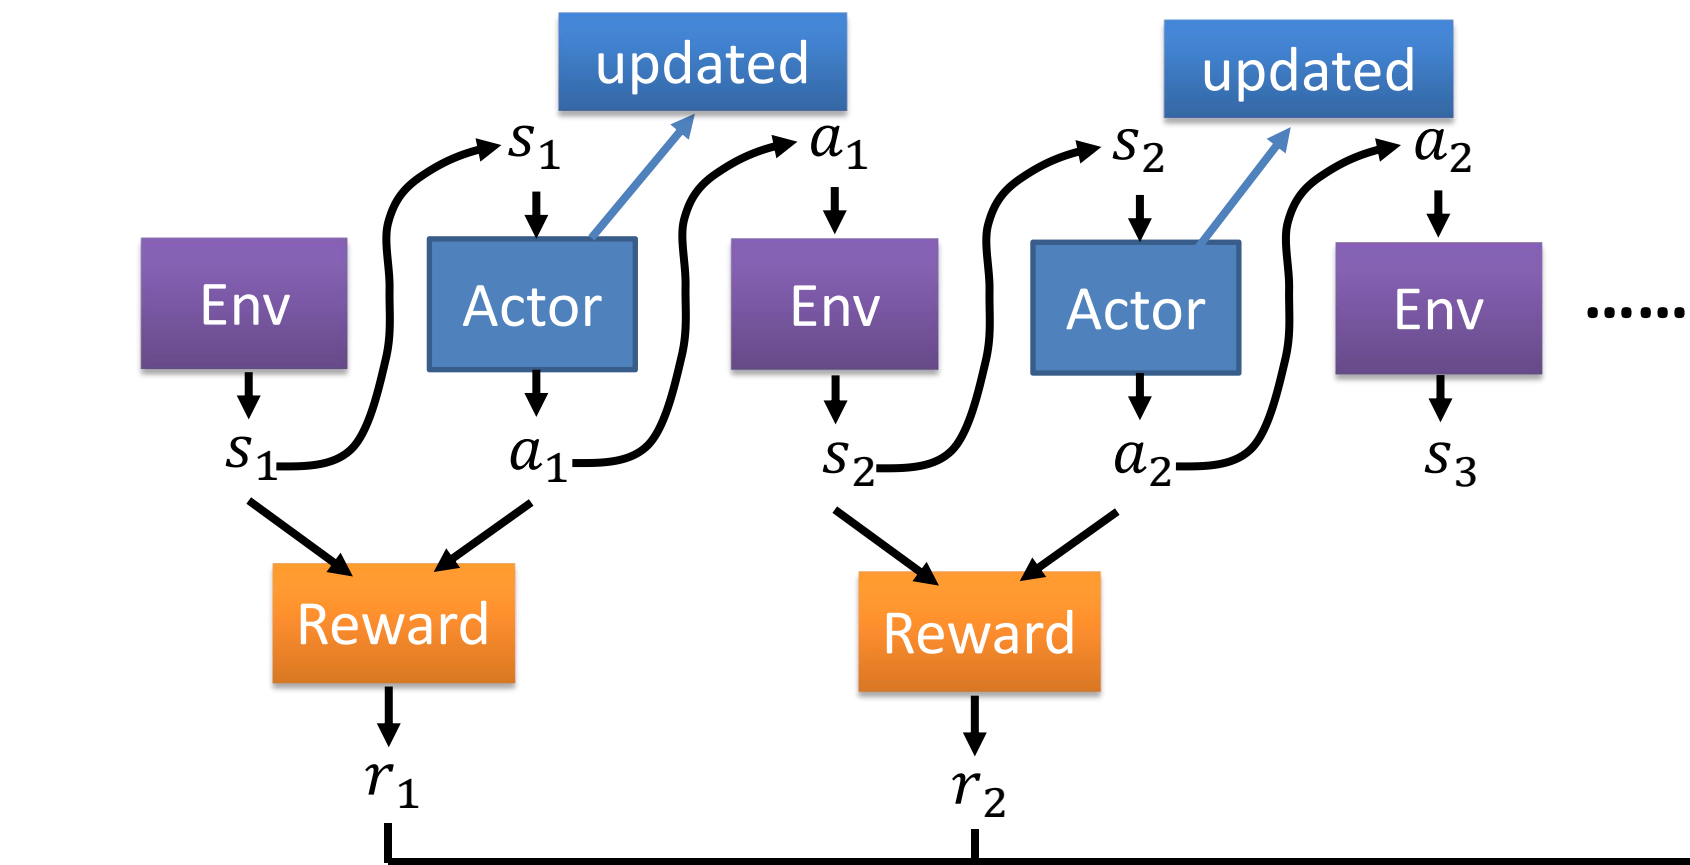 updated updated
s₁ a₁ s₂ a₂
Env Actor Env Actor Env ......
s₁ a₁ s₂ a₂ s₃
Reward Reward
r₁ r₂